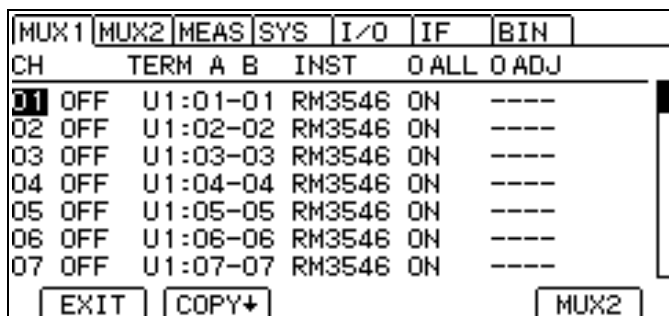 MUX1 MUX2 MEAS SYS I/O IF BIN
CH TERM A B INST 0 ALL 0 ADJ
01 OFF U1:01-01 RM3546 ON ----
02 OFF U1:02-02 RM3546 ON ----
03 OFF U1:03-03 RM3546 ON ----
04 OFF U1:04-04 RM3546 ON ----
05 OFF U1:05-05 RM3546 ON ----
06 OFF U1:06-06 RM3546 ON ----
07 OFF U1:07-07 RM3546 ON ----
EXIT COPY↓ MUX2